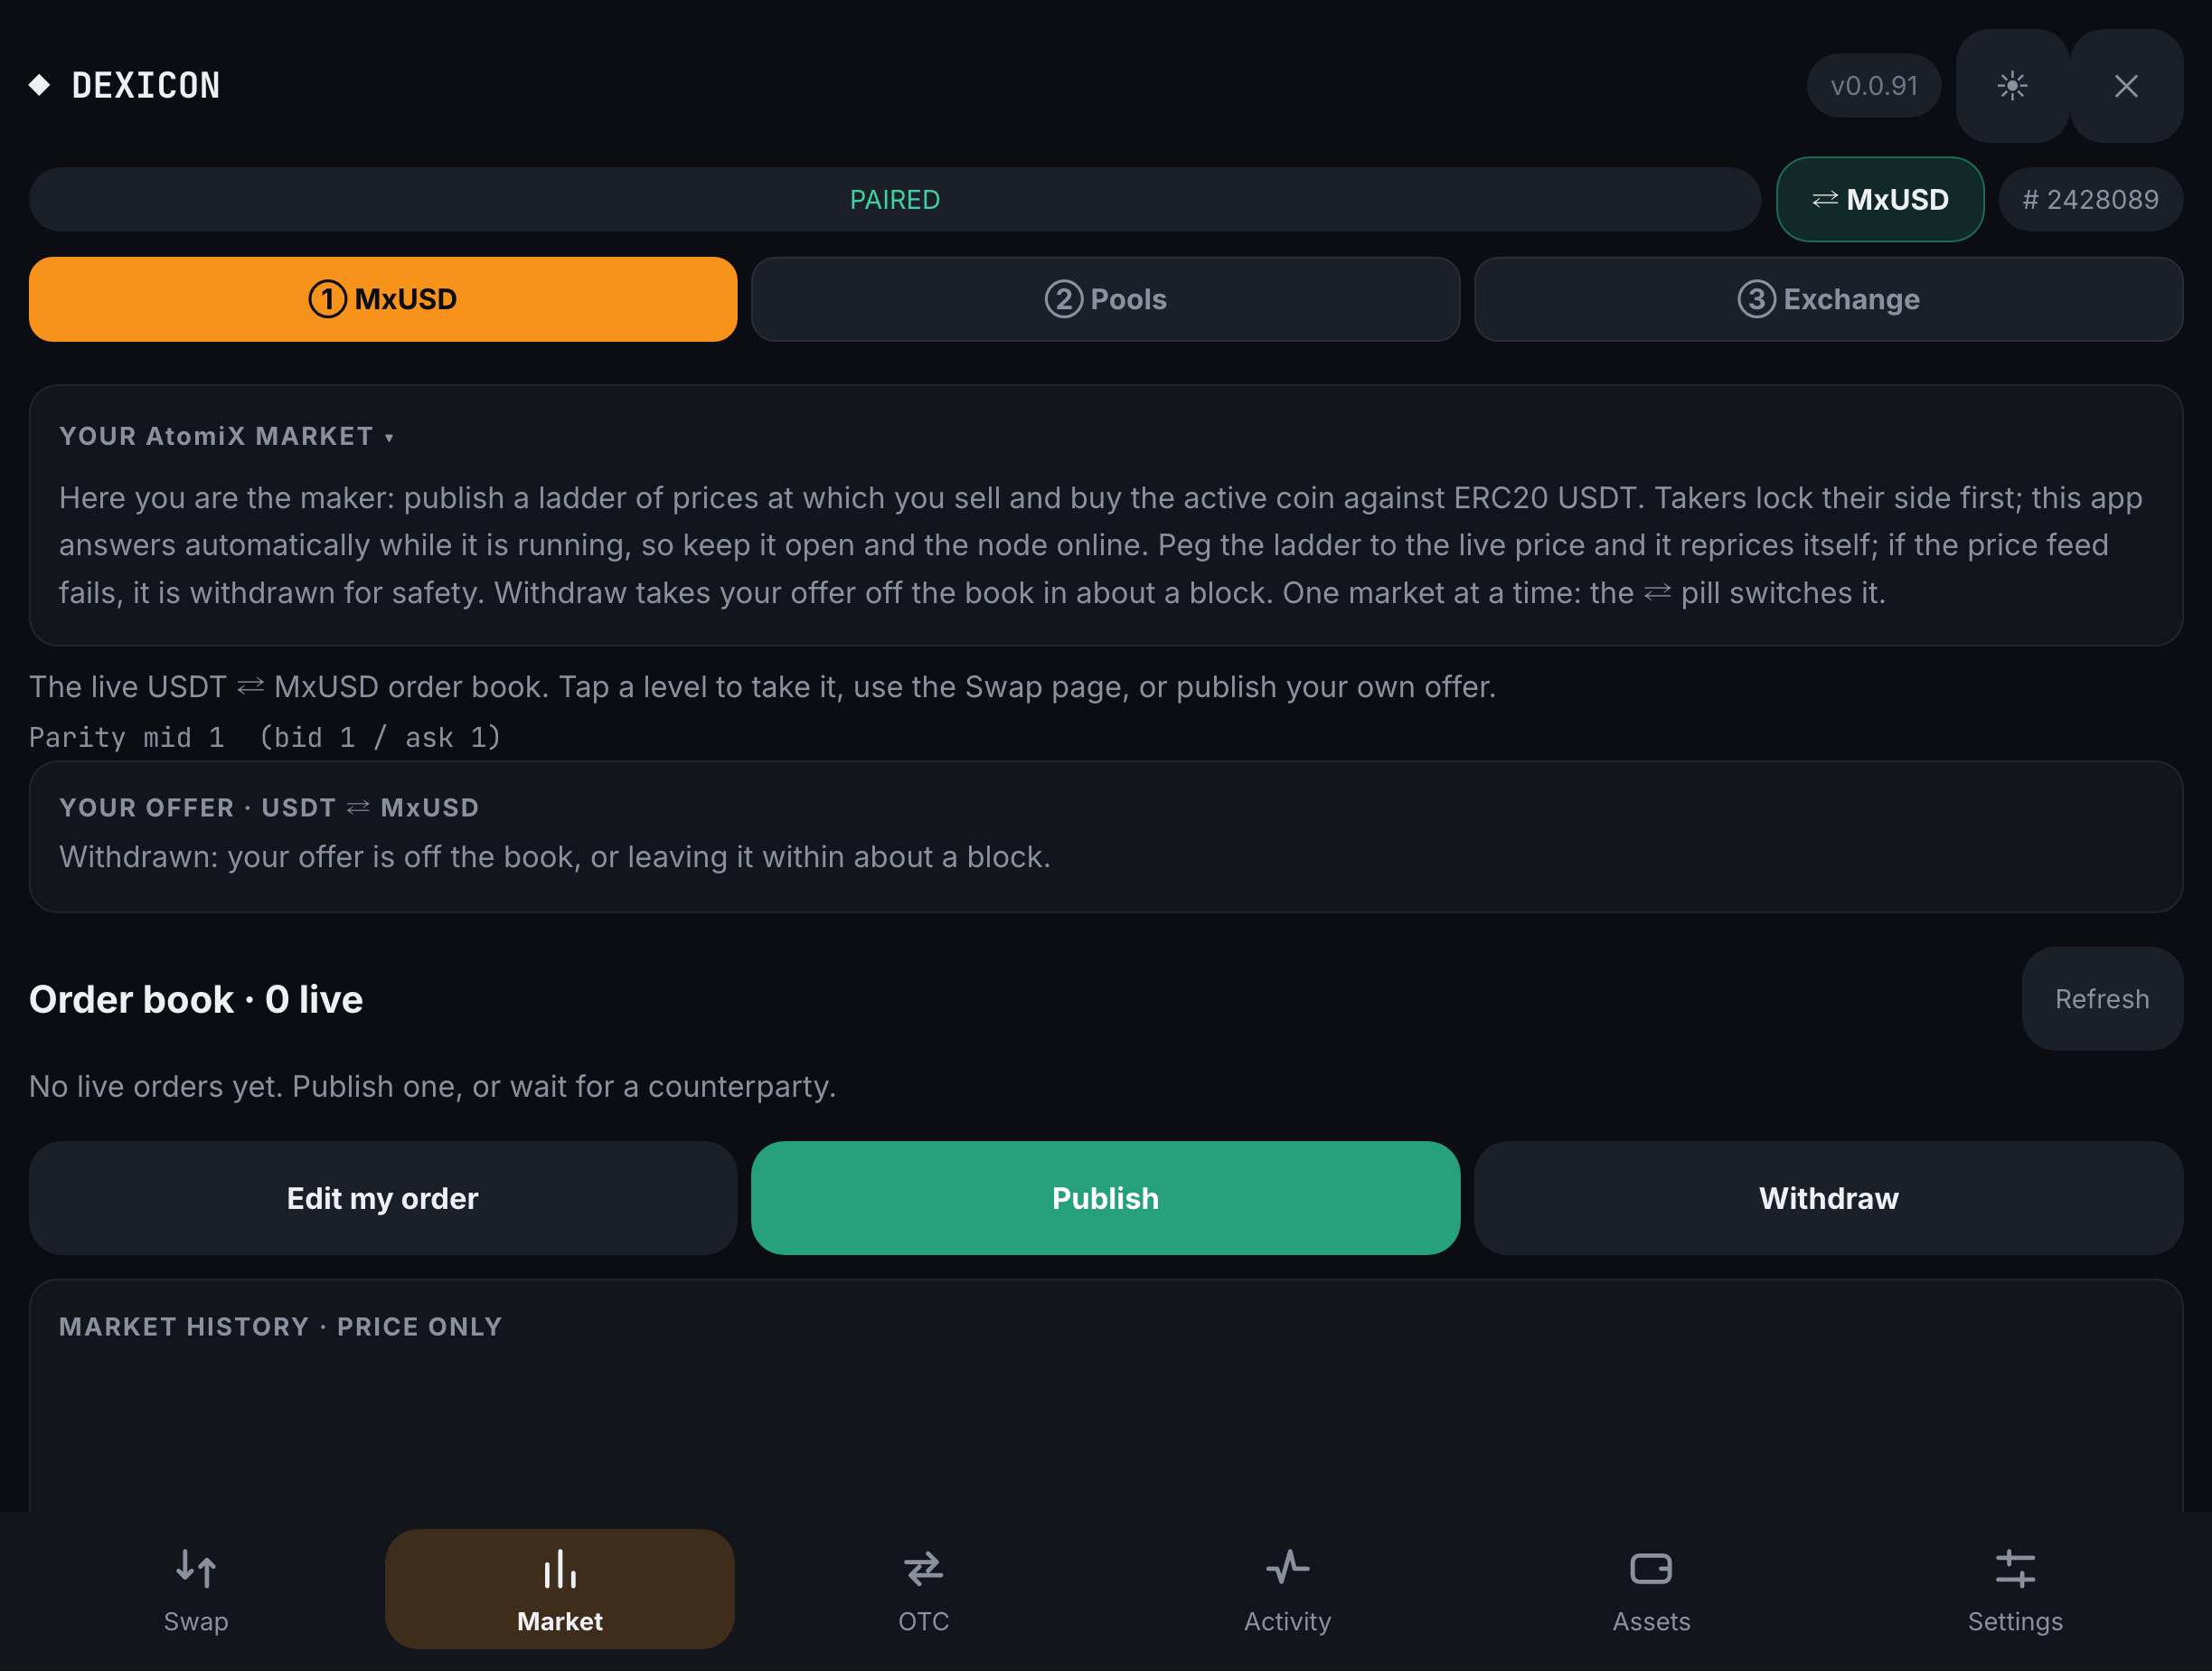 ◆ DEXICON
v0.0.91
PAIRED
⇄ MxUSD
# 2428089
① MxUSD
② Pools
③ Exchange
YOUR AtomiX MARKET ▾
Here you are the maker: publish a ladder of prices at which you sell and buy the active coin against ERC20 USDT. Takers lock their side first; this app
answers automatically while it is running, so keep it open and the node online. Peg the ladder to the live price and it reprices itself; if the price feed
fails, it is withdrawn for safety. Withdraw takes your offer off the book in about a block. One market at a time: the ⇄ pill switches it.
The live USDT ⇄ MxUSD order book. Tap a level to take it, use the Swap page, or publish your own offer.
Parity mid 1  (bid 1 / ask 1)
YOUR OFFER · USDT ⇄ MxUSD
Withdrawn: your offer is off the book, or leaving it within about a block.
Order book · 0 live
Refresh
No live orders yet. Publish one, or wait for a counterparty.
Edit my order
Publish
Withdraw
MARKET HISTORY · PRICE ONLY
Swap
Market
OTC
Activity
Assets
Settings